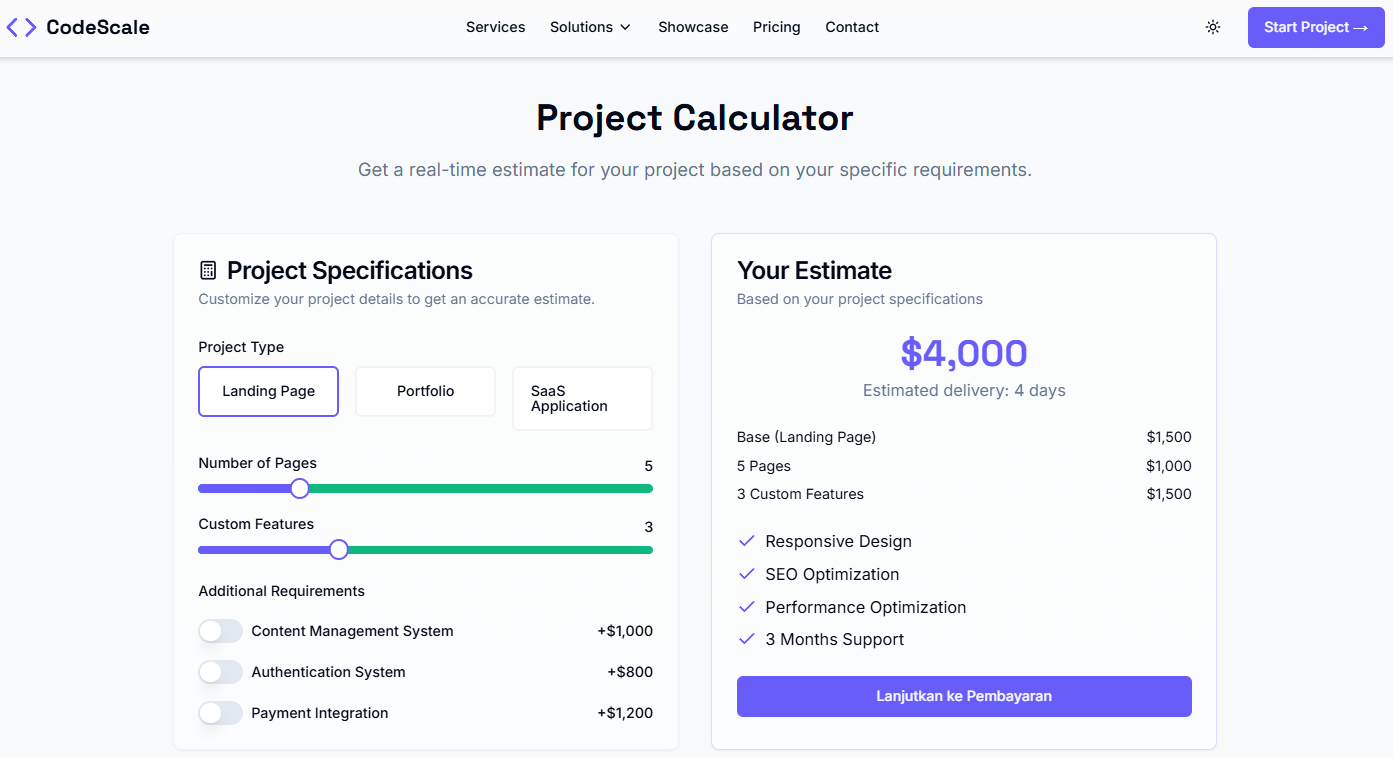 CodeScale
Services
Solutions
Showcase
Pricing
Contact
Start Project →
Project Calculator
Get a real-time estimate for your project based on your specific requirements.
Project Specifications
Customize your project details to get an accurate estimate.
Project Type
Landing Page
Portfolio
SaaS
Application
Number of Pages 5
Custom Features 3
Additional Requirements
Content Management System +$1,000
Authentication System +$800
Payment Integration +$1,200
Your Estimate
Based on your project specifications
$4,000
Estimated delivery: 4 days
Base (Landing Page) $1,500
5 Pages $1,000
3 Custom Features $1,500
Responsive Design
SEO Optimization
Performance Optimization
3 Months Support
Lanjutkan ke Pembayaran